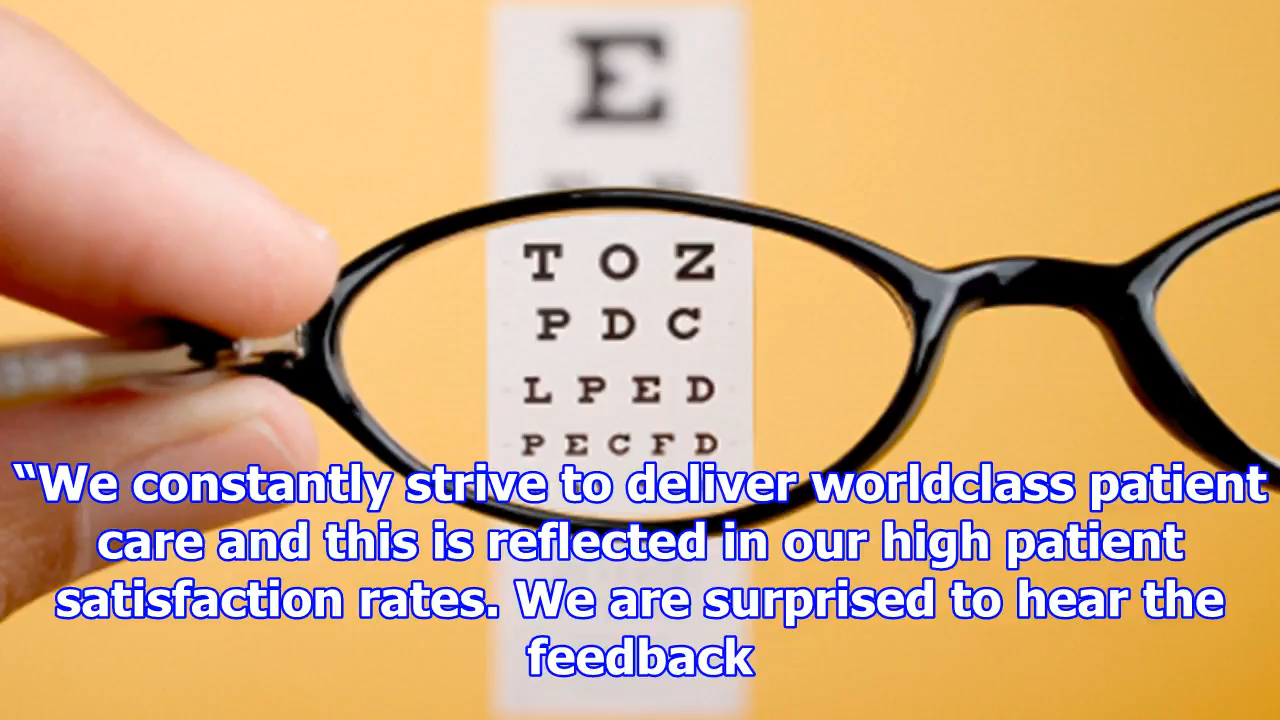 E
F P
T O Z
P D C
L P E D
P E C F D
“We constantly strive to deliver worldclass patient
care and this is reflected in our high patient
satisfaction rates. We are surprised to hear the
feedback